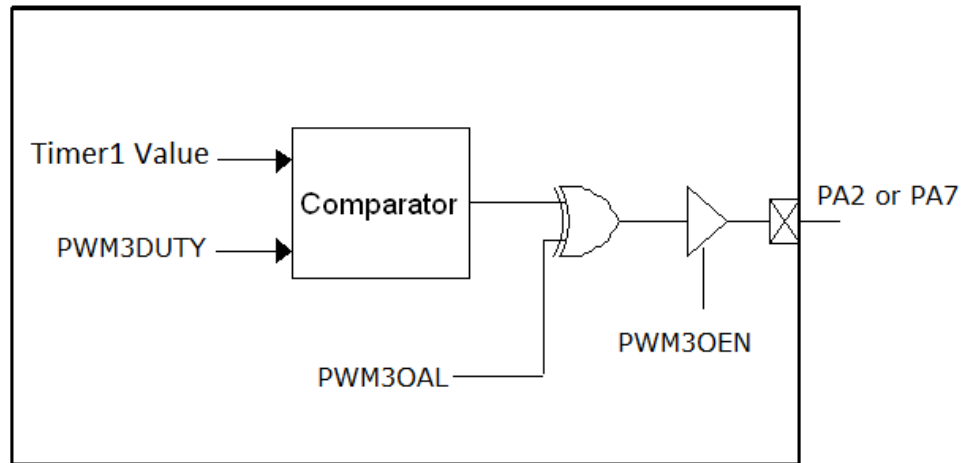 Timer1 Value
PWM3DUTY
Comparator
PA2 or PA7
PWM3OEN
PWM3OAL